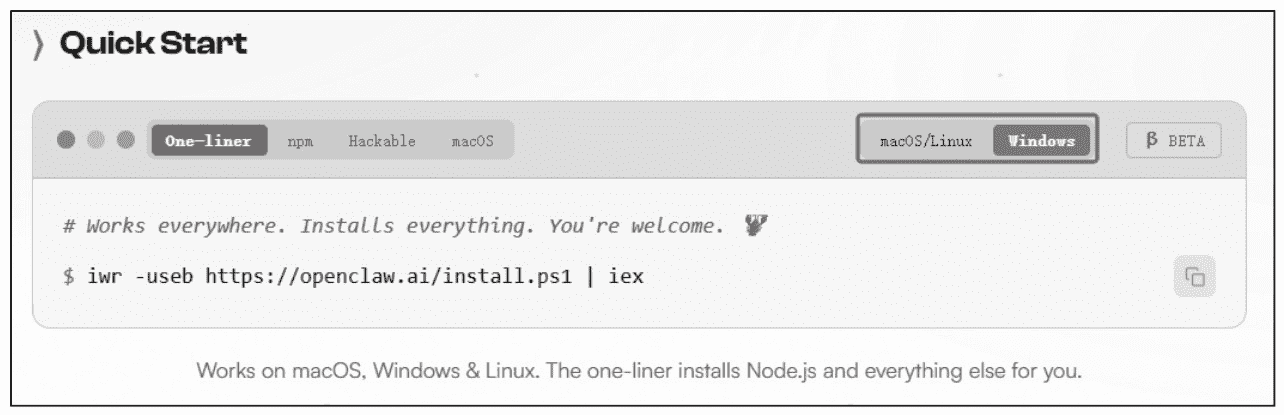 Quick Start
One-liner npm Hackable macOS macOS/Linux Windows β BETA
# Works everywhere. Installs everything. You're welcome.
$ iwr -useb https://openclaw.ai/install.ps1 | iex
Works on macOS, Windows & Linux. The one-liner installs Node.js and everything else for you.